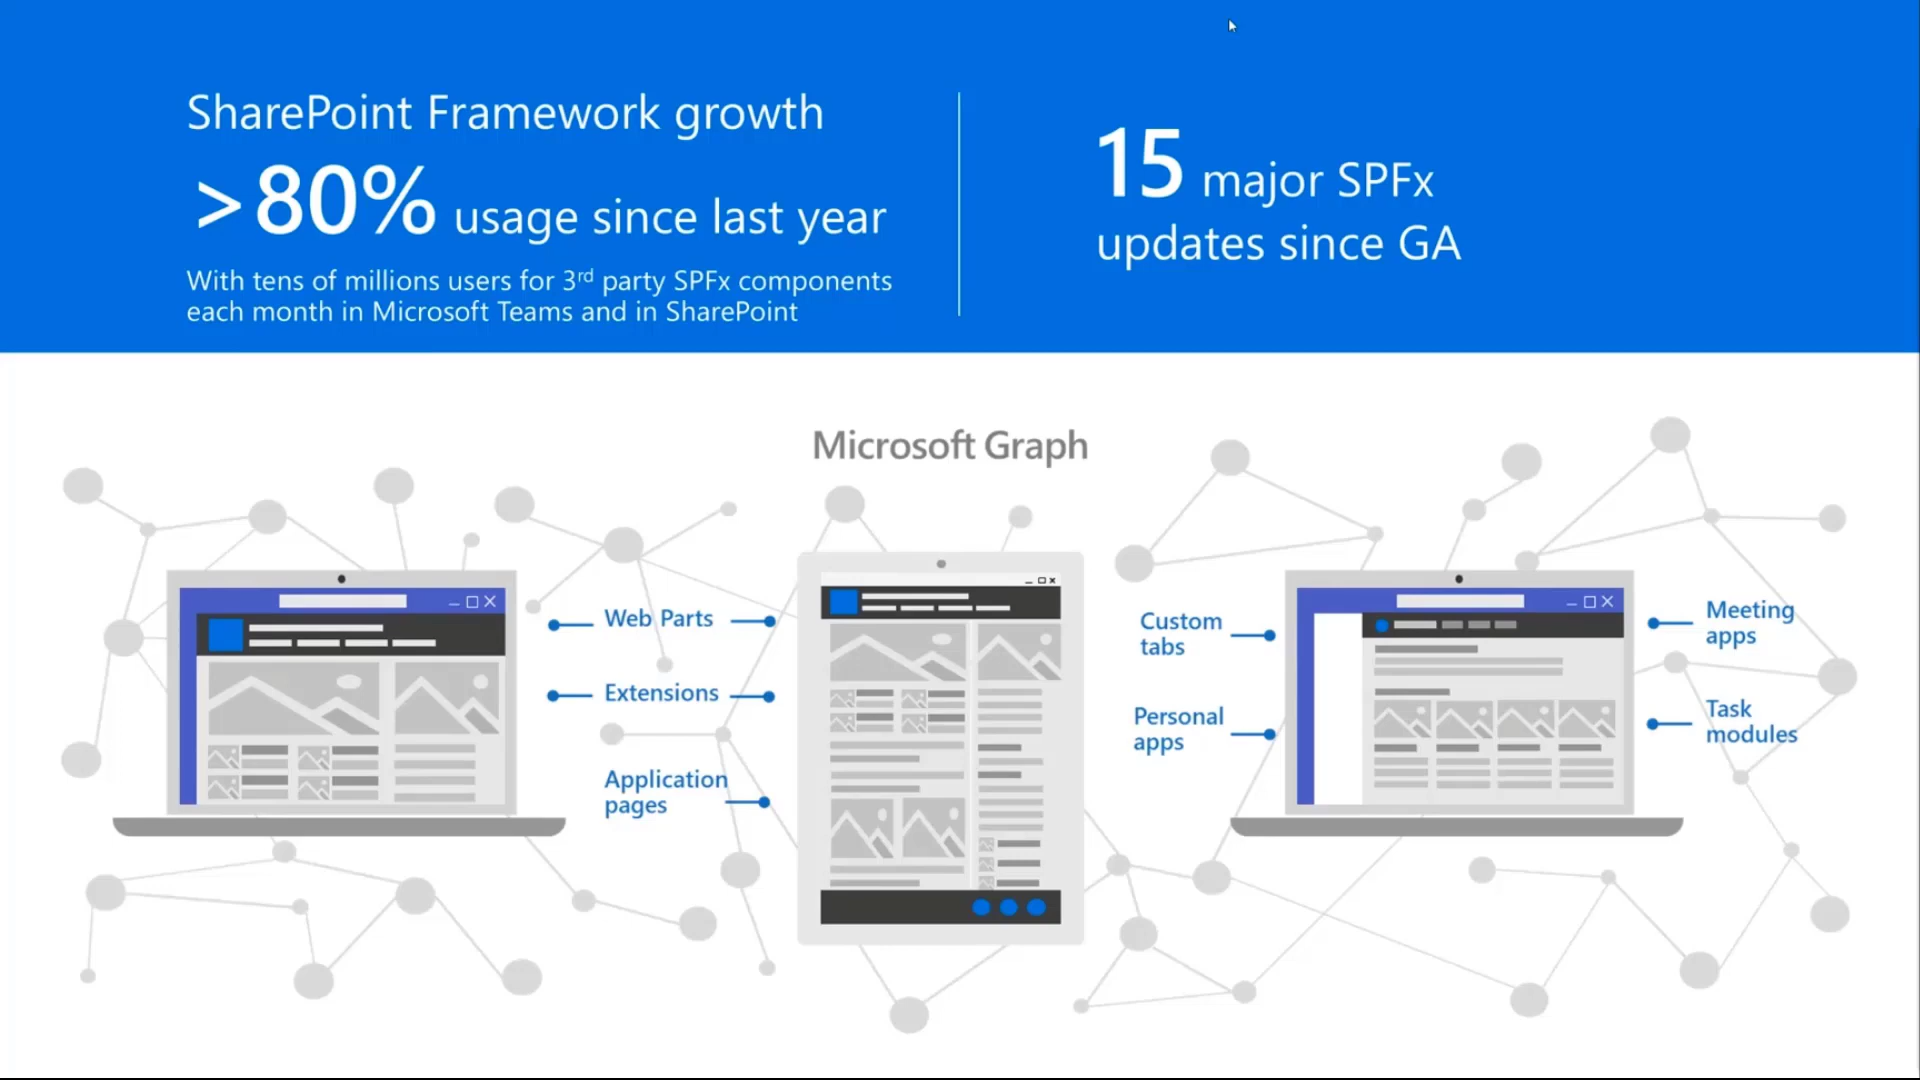 SharePoint Framework growth
>80% usage since last year
With tens of millions users for 3rd party SPFx components
each month in Microsoft Teams and in SharePoint
15 major SPFx
updates since GA
Microsoft Graph
Web Parts
Extensions
Application
pages
Custom
tabs
Personal
apps
Meeting
apps
Task
modules